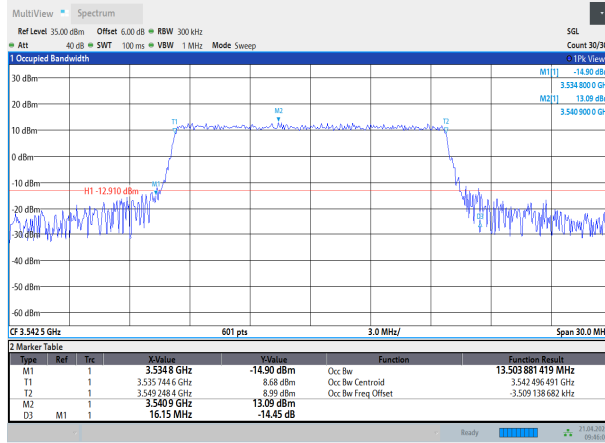 MultiView Spectrum
Ref Level 35.00 dBm Offset 6.00 dB RBW 300 kHz SGL
Att 40 dB SWT 100 ms VBW 1 MHz Mode Sweep Count 30/30
1 Occupied Bandwidth 1Pk View
M1[1] -14.90 dBm
3.534 800 0 GHz
M2[1] 13.09 dBm
3.540 900 0 GHz
30 dBm
20 dBm
T1 M2 T2
10 dBm
0 dBm
-10 dBm
M1
H1 -12.910 dBm
-20 dBm
D3
-30 dBm
-40 dBm
-50 dBm
-60 dBm
CF 3.542 5 GHz 601 pts 3.0 MHz/ Span 30.0 MH
2 Marker Table
Type Ref Trc X-Value Y-Value Function Function Result
M1 1 3.534 8 GHz -14.90 dBm Occ Bw 13.503 881 419 MHz
T1 1 3.535 744 6 GHz 8.68 dBm Occ Bw Centroid 3.542 496 491 GHz
T2 1 3.549 248 4 GHz 8.99 dBm Occ Bw Freq Offset -3.509 138 682 kHz
M2 1 3.540 9 GHz 13.09 dBm
D3 M1 1 16.15 MHz -14.45 dB
Ready 21.04.202
09:46:0